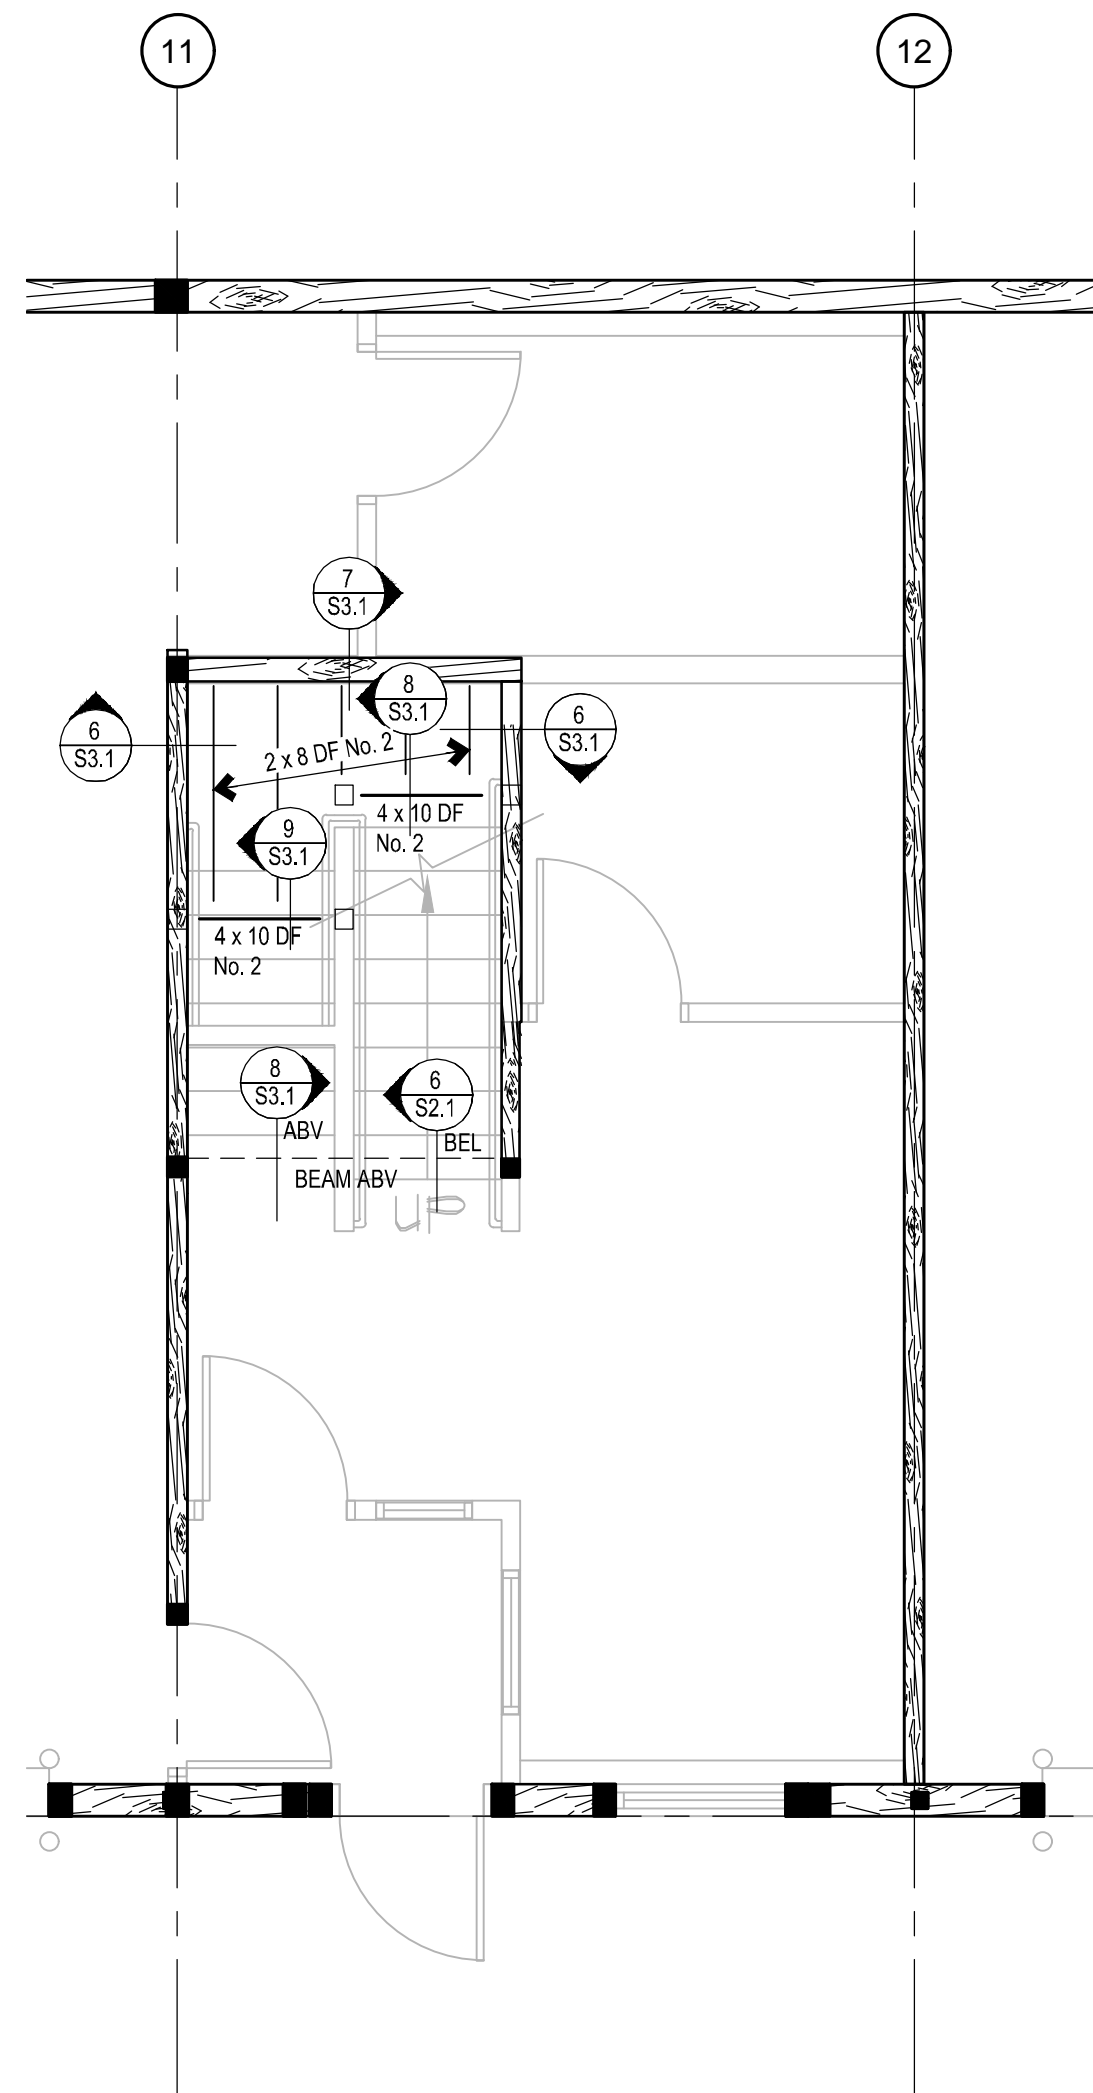 11
12
7
S3.1
8
S3.1
6
S3.1
6
S3.1
2 x 8 DF No. 2
4 x 10 DF
No. 2
9
S3.1
4 x 10 DF
No. 2
8
S3.1
6
S2.1
ABV
BEL
BEAM ABV
UP